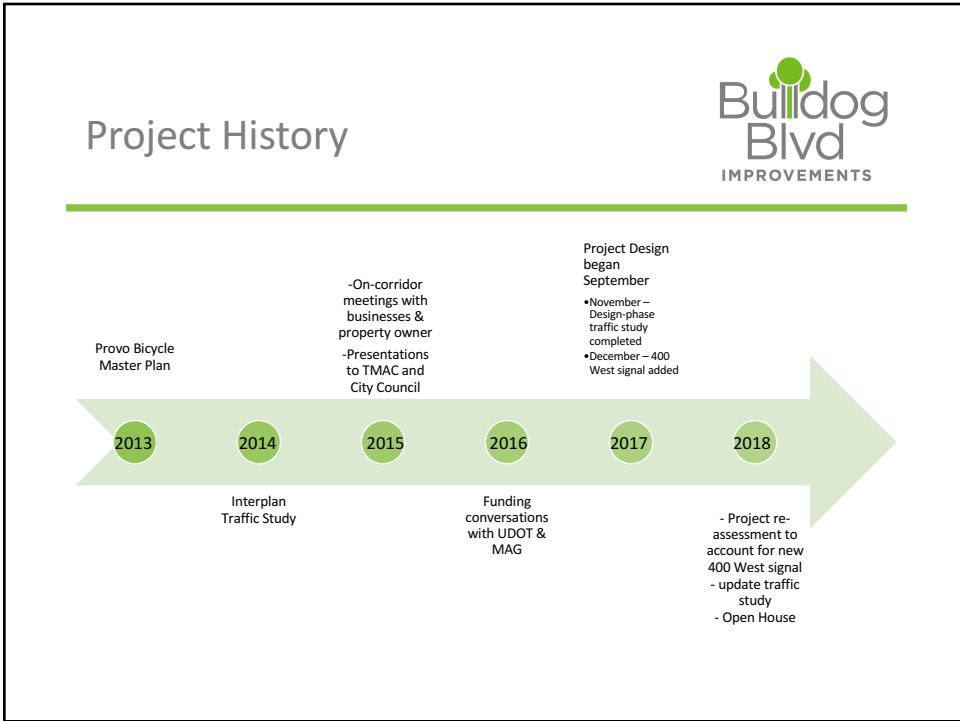 Project History
Bulldog
Blvd
IMPROVEMENTS
Provo Bicycle
Master Plan
-On-corridor
meetings with
businesses &
property owner
-Presentations
to TMAC and
City Council
Project Design
began
September
•November –
Design-phase
traffic study
completed
•December – 400
West signal added
2013
2014
2015
2016
2017
2018
Interplan
Traffic Study
Funding
conversations
with UDOT &
MAG
- Project re-
assessment to
account for new
400 West signal
- update traffic
study
- Open House